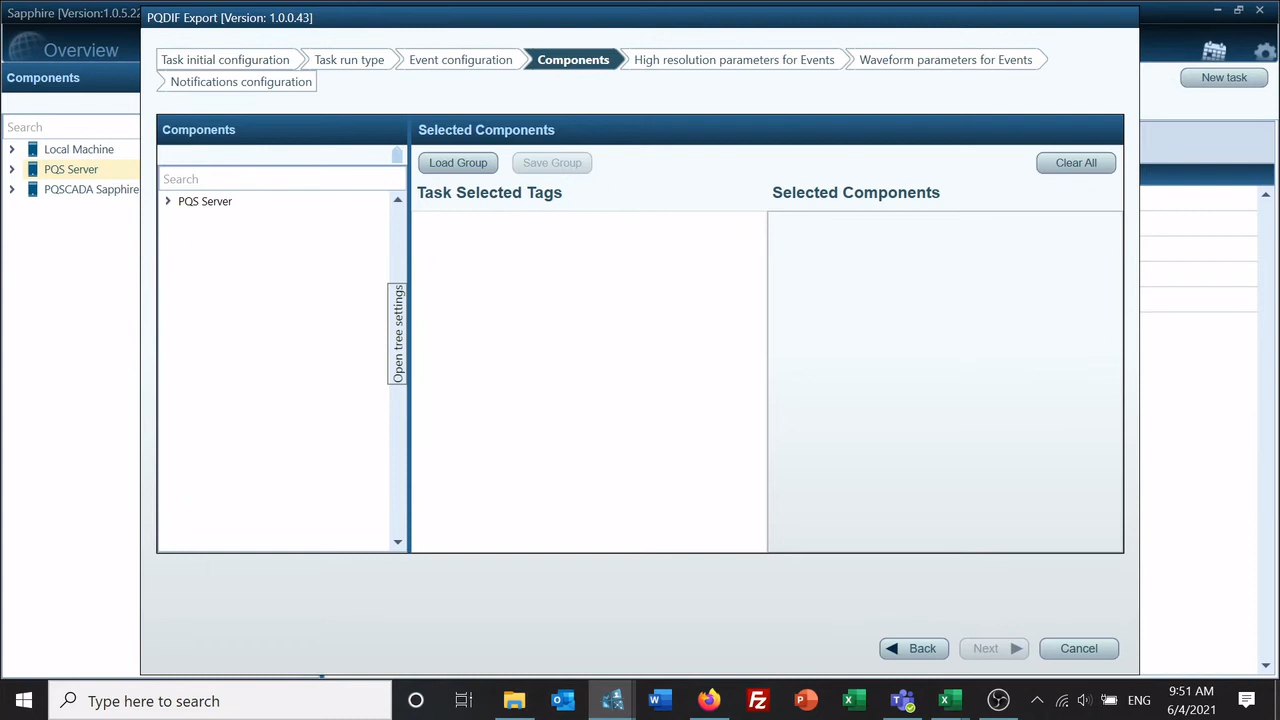 Sapphire [Version: 1.0.5.22
PQDIF Export [Version: 1.0.0.43]
Overview
Task initial configuration
Task run type
Event configuration
Components
High resolution parameters for Events
Waveform parameters for Events
Notifications configuration
Components
New task
Search
Local Machine
PQS Server
PQSCADA Sapphire
Components
Selected Components
Load Group
Save Group
Clear All
Search
Task Selected Tags
Selected Components
PQS Server
Open tree settings
Back
Next
Cancel
Type here to search
ENG
9:51 AM
6/4/2021